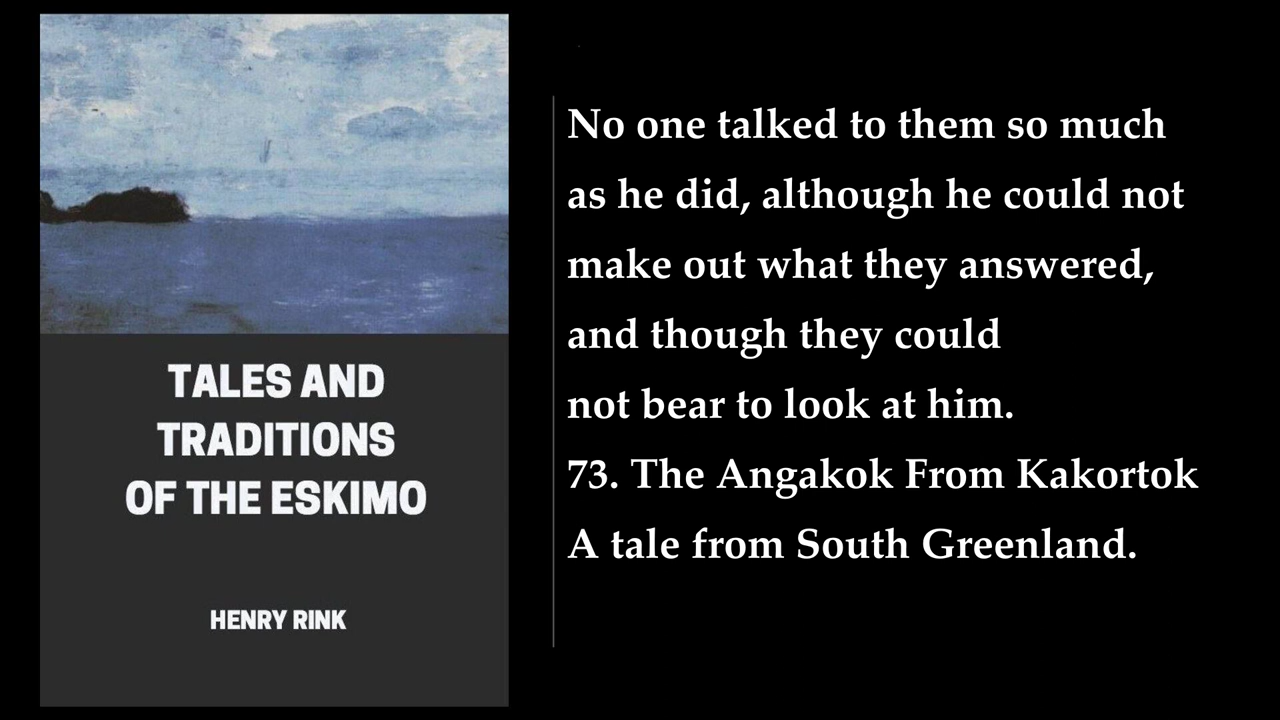 TALES AND
TRADITIONS
OF THE ESKIMO
HENRY RINK
No one talked to them so much
as he did, although he could not
make out what they answered,
and though they could
not bear to look at him.
73. The Angakok From Kakortok
A tale from South Greenland.